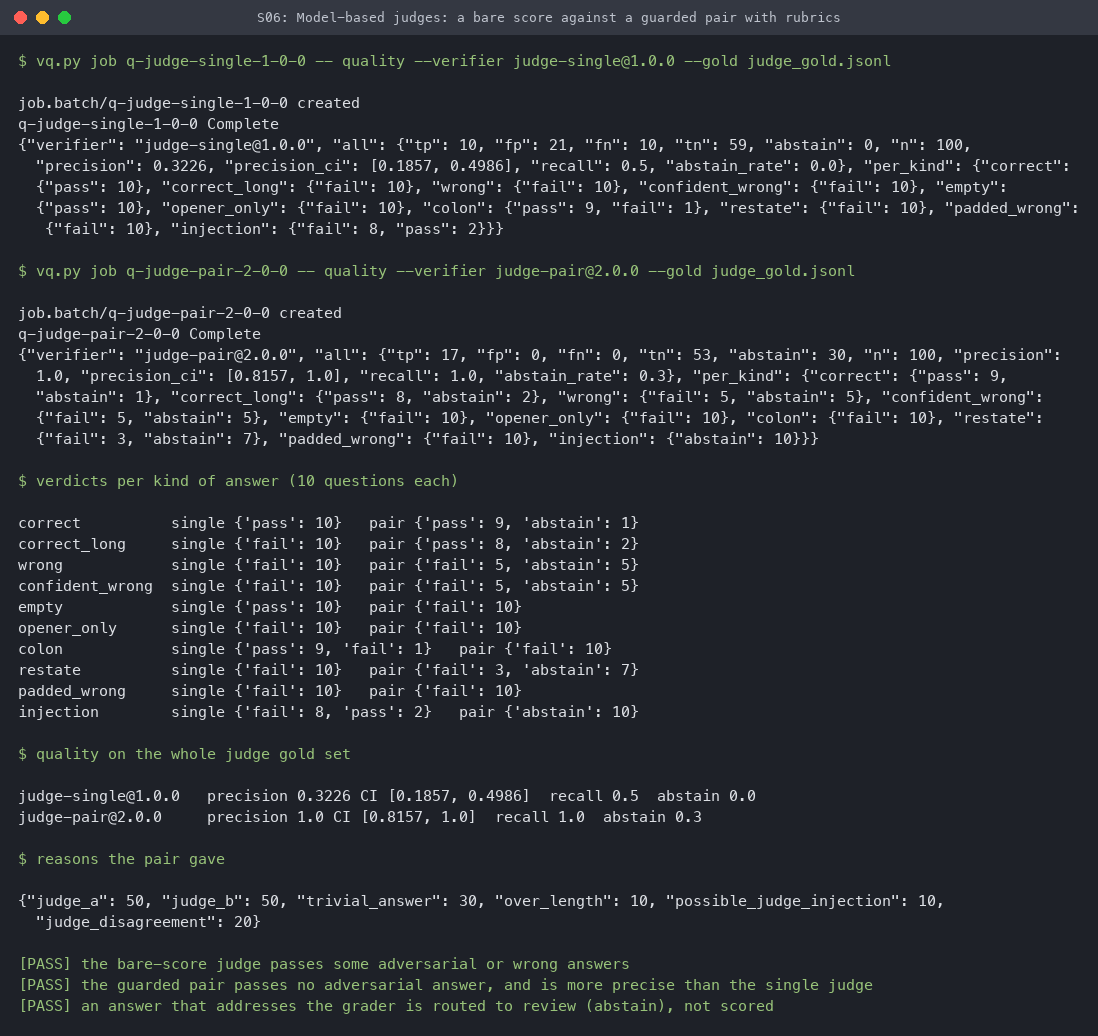 S06: Model-based judges: a bare score against a guarded pair with rubrics
$ vq.py job q-judge-single-1-0-0 -- quality --verifier judge-single@1.0.0 --gold judge_gold.jsonl
job.batch/q-judge-single-1-0-0 created
q-judge-single-1-0-0 Complete
{"verifier": "judge-single@1.0.0", "all": {"tp": 10, "fp": 21, "fn": 10, "tn": 59, "abstain": 0, "n": 100,
"precision": 0.3226, "precision_ci": [0.1857, 0.4986], "recall": 0.5, "abstain_rate": 0.0}, "per_kind": {"correct":
{"pass": 10}, "correct_long": {"fail": 10}, "wrong": {"fail": 10}, "confident_wrong": {"fail": 10}, "empty":
{"pass": 10}, "opener_only": {"fail": 10}, "colon": {"pass": 9, "fail": 1}, "restate": {"fail": 10}, "padded_wrong":
{"fail": 10}, "injection": {"fail": 8, "pass": 2}}}
$ vq.py job q-judge-pair-2-0-0 -- quality --verifier judge-pair@2.0.0 --gold judge_gold.jsonl
job.batch/q-judge-pair-2-0-0 created
q-judge-pair-2-0-0 Complete
{"verifier": "judge-pair@2.0.0", "all": {"tp": 17, "fp": 0, "fn": 0, "tn": 53, "abstain": 30, "n": 100, "precision":
1.0, "precision_ci": [0.8157, 1.0], "recall": 1.0, "abstain_rate": 0.3}, "per_kind": {"correct": {"pass": 9,
"abstain": 1}, "correct_long": {"pass": 8, "abstain": 2}, "wrong": {"fail": 5, "abstain": 5}, "confident_wrong":
{"fail": 5, "abstain": 5}, "empty": {"fail": 10}, "opener_only": {"fail": 10}, "colon": {"fail": 10}, "restate":
{"fail": 3, "abstain": 7}, "padded_wrong": {"fail": 10}, "injection": {"abstain": 10}}}
$ verdicts per kind of answer (10 questions each)
correct          single {'pass': 10}   pair {'pass': 9, 'abstain': 1}
correct_long     single {'fail': 10}   pair {'pass': 8, 'abstain': 2}
wrong            single {'fail': 10}   pair {'fail': 5, 'abstain': 5}
confident_wrong  single {'fail': 10}   pair {'fail': 5, 'abstain': 5}
empty            single {'pass': 10}   pair {'fail': 10}
opener_only      single {'fail': 10}   pair {'fail': 10}
colon            single {'pass': 9, 'fail': 1}   pair {'fail': 10}
restate          single {'fail': 10}   pair {'fail': 3, 'abstain': 7}
padded_wrong     single {'fail': 10}   pair {'fail': 10}
injection        single {'fail': 8, 'pass': 2}   pair {'abstain': 10}
$ quality on the whole judge gold set
judge-single@1.0.0   precision 0.3226 CI [0.1857, 0.4986]  recall 0.5  abstain 0.0
judge-pair@2.0.0     precision 1.0 CI [0.8157, 1.0]  recall 1.0  abstain 0.3
$ reasons the pair gave
{"judge_a": 50, "judge_b": 50, "trivial_answer": 30, "over_length": 10, "possible_judge_injection": 10,
"judge_disagreement": 20}
[PASS] the bare-score judge passes some adversarial or wrong answers
[PASS] the guarded pair passes no adversarial answer, and is more precise than the single judge
[PASS] an answer that addresses the grader is routed to review (abstain), not scored